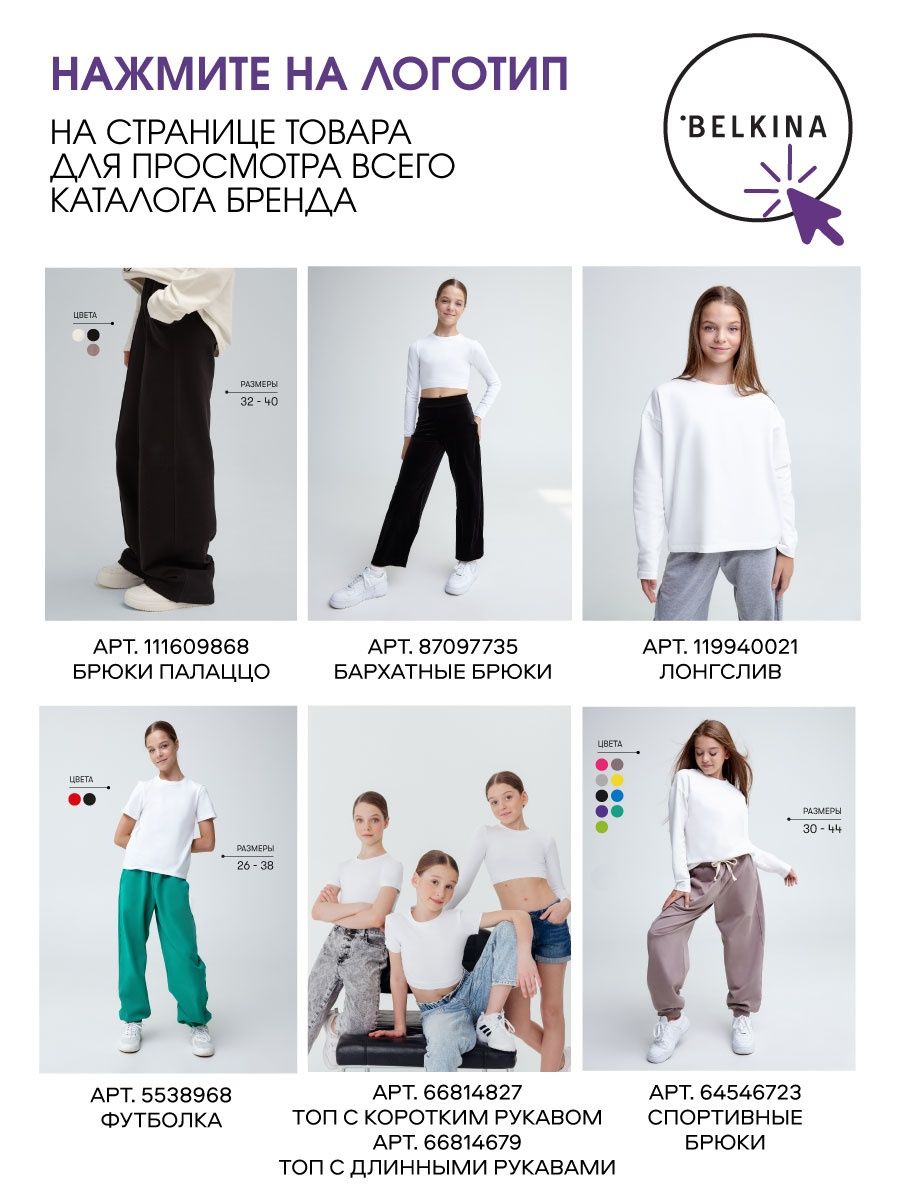 НАЖМИТЕ НА ЛОГОТИП
НА СТРАНИЦЕ ТОВАРА
ДЛЯ ПРОСМОТРА ВСЕГО
КАТАЛОГА БРЕНДА
BELKINA
ЦВЕТА
РАЗМЕРЫ
32 - 40
АРТ. 111609868
БРЮКИ ПАЛАЦЦО
АРТ. 87097735
БАРХАТНЫЕ БРЮКИ
АРТ. 119940021
ЛОНГСЛИВ
ЦВЕТА
РАЗМЕРЫ
26 - 38
ЦВЕТА
РАЗМЕРЫ
30 - 44
АРТ. 5538968
ФУТБОЛКА
АРТ. 66814827
ТОП С КОРОТКИМ РУКАВОМ
АРТ. 66814679
ТОП С ДЛИННЫМИ РУКАВАМИ
АРТ. 64546723
СПОРТИВНЫЕ
БРЮКИ